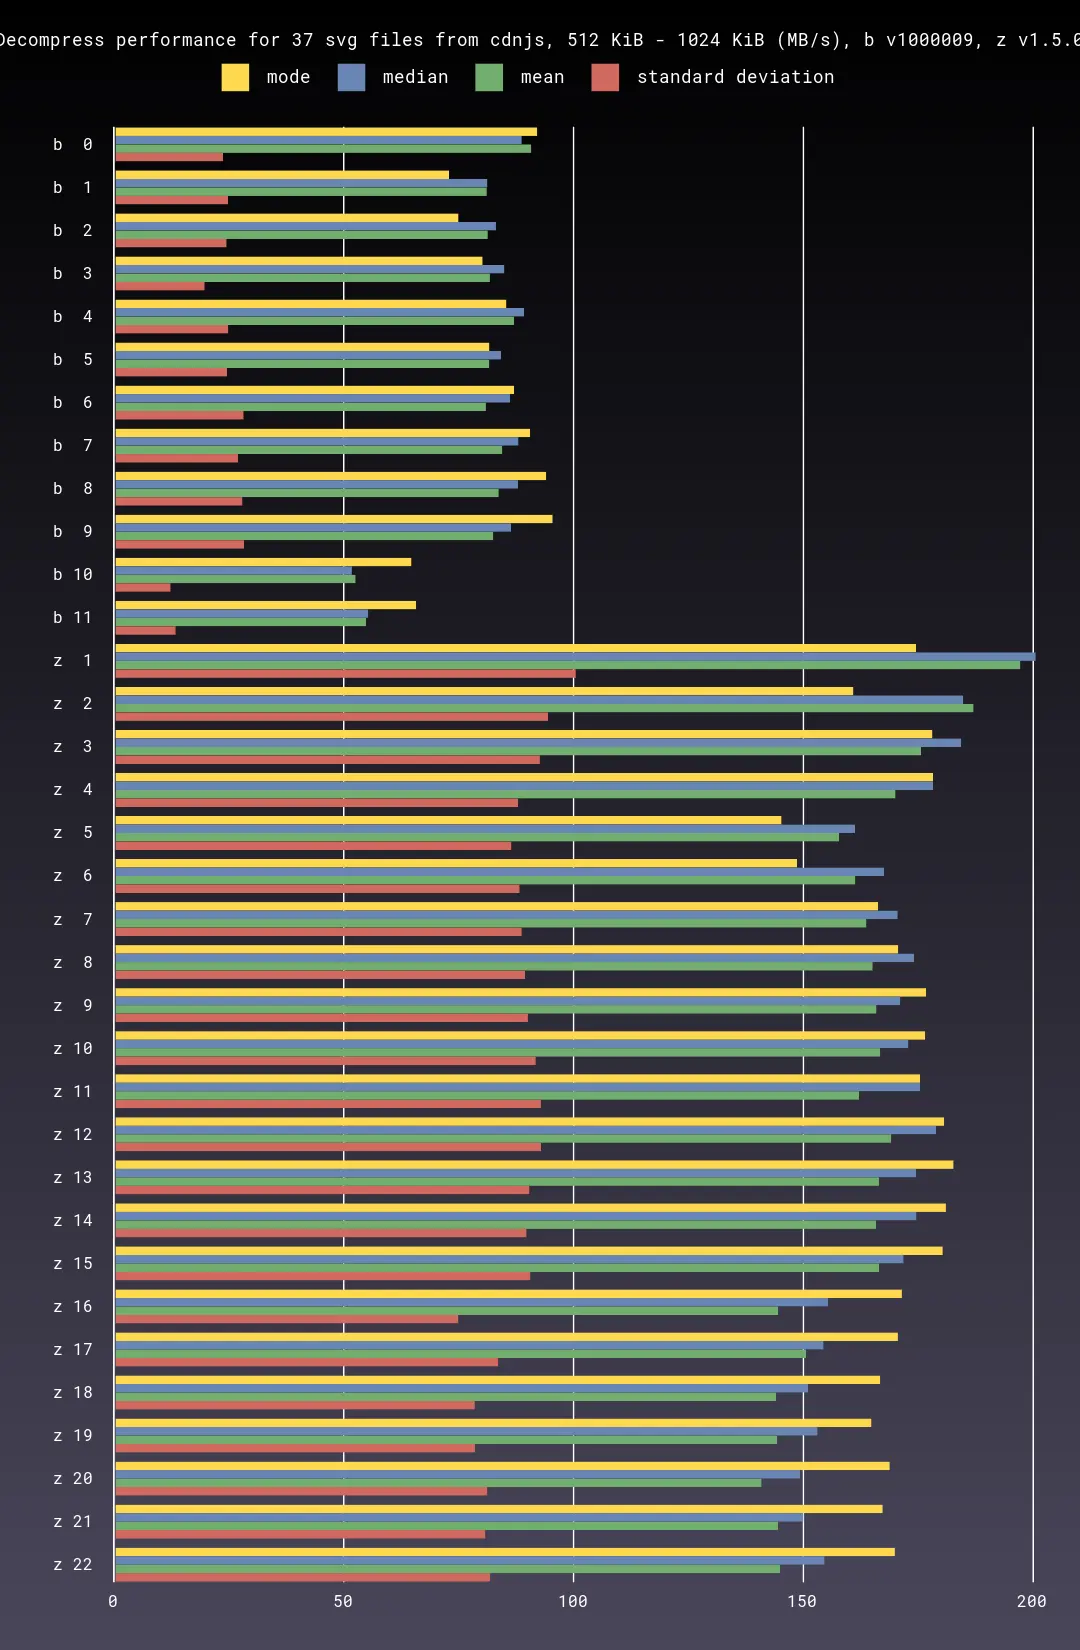 Decompress performance for 37 svg files from cdnjs, 512 KiB - 1024 KiB (MB/s), b v1000009, z v1.5.0
mode median mean standard deviation
b 0
b 1
b 2
b 3
b 4
b 5
b 6
b 7
b 8
b 9
b 10
b 11
z 1
z 2
z 3
z 4
z 5
z 6
z 7
z 8
z 9
z 10
z 11
z 12
z 13
z 14
z 15
z 16
z 17
z 18
z 19
z 20
z 21
z 22
0 50 100 150 200